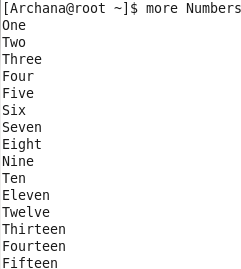 [Archana@root ~]$ more Numbers
One
Two
Three
Four
Five
Six
Seven
Eight
Nine
Ten
Eleven
Twelve
Thirteen
Fourteen
Fifteen